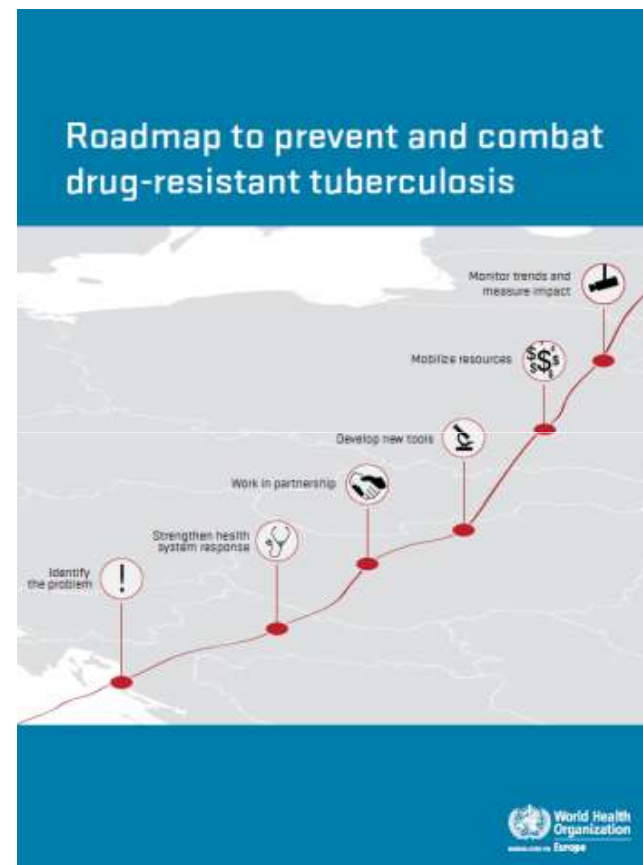 Roadmap to prevent and combat
drug-resistant tuberculosis
Monitor trends and
measure impact
Mobilize resources
Develop new tools
Work in partnership
Strengthen health
system response
Identify
the problem
World Health
Organization
Europe